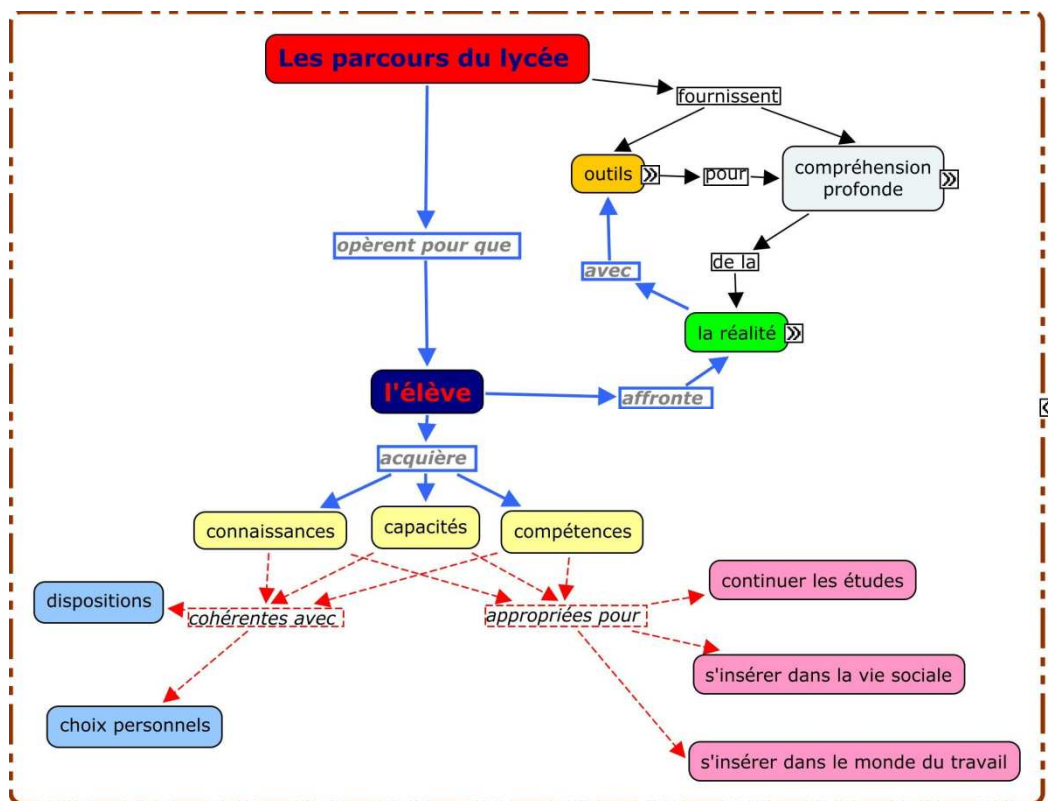 Les parcours du lycée
fournissent
outils
pour
compréhension
profonde
opèrent pour que
avec
de la
la réalité
l'élève
affronte
acquière
connaissances
capacités
compétences
dispositions
cohérentes avec
appropriées pour
continuer les études
s'insérer dans la vie sociale
choix personnels
s'insérer dans le monde du travail